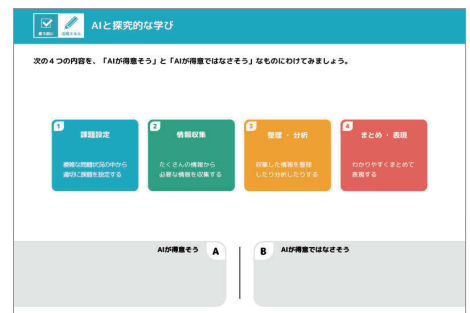 AIと探究的な学び
次の4つの内容を、「AIが得意そう」と「AIが得意ではなさそう」なものにわけてみましょう。
1
課題設定
複雑な問題状況の中から
適切に課題を設定する
2
情報収集
たくさんの情報から
必要な情報を収集する
3
整理・分析
収集した情報を整理
したり分析したりする
4
まとめ・表現
わかりやすくまとめて
表現する
AIが得意そう A
B AIが得意ではなさそう